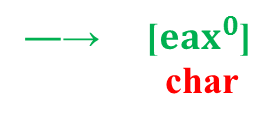 —→ [eax⁰]
char